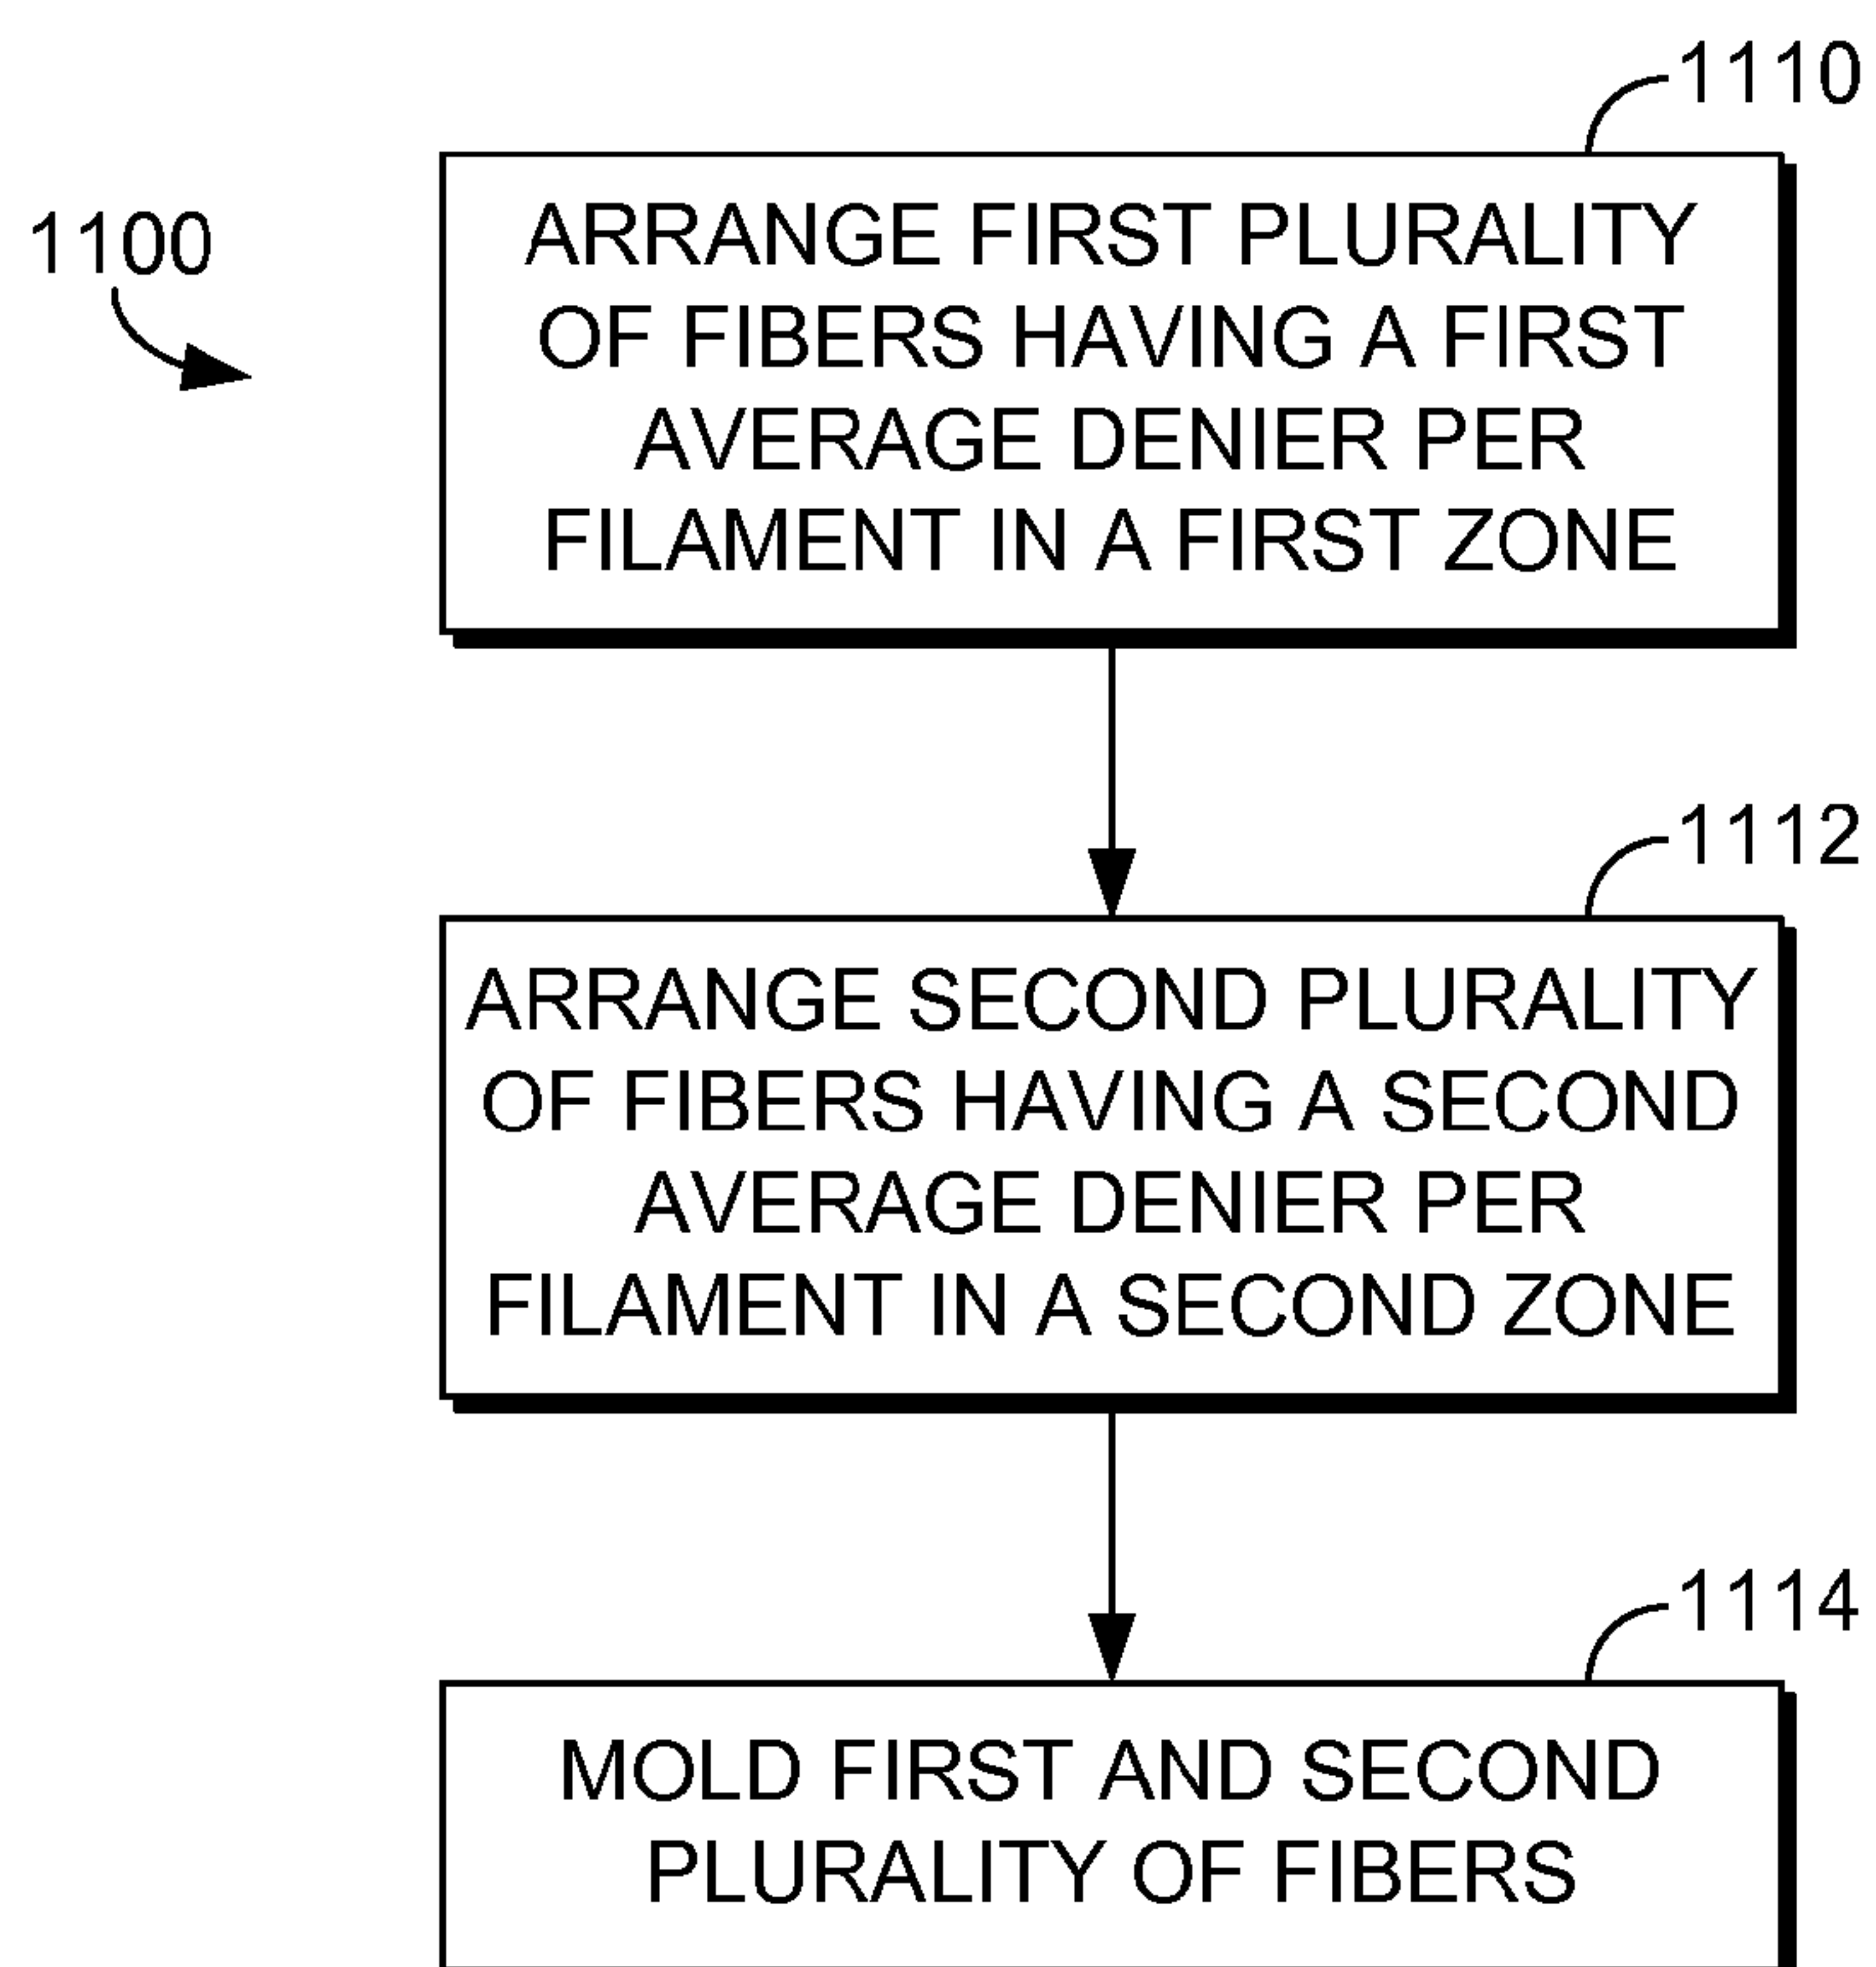 1110
1100
ARRANGE FIRST PLURALITY
OF FIBERS HAVING A FIRST
AVERAGE DENIER PER
FILAMENT IN A FIRST ZONE
1112
ARRANGE SECOND PLURALITY
OF FIBERS HAVING A SECOND
AVERAGE DENIER PER
FILAMENT IN A SECOND ZONE
1114
MOLD FIRST AND SECOND
PLURALITY OF FIBERS